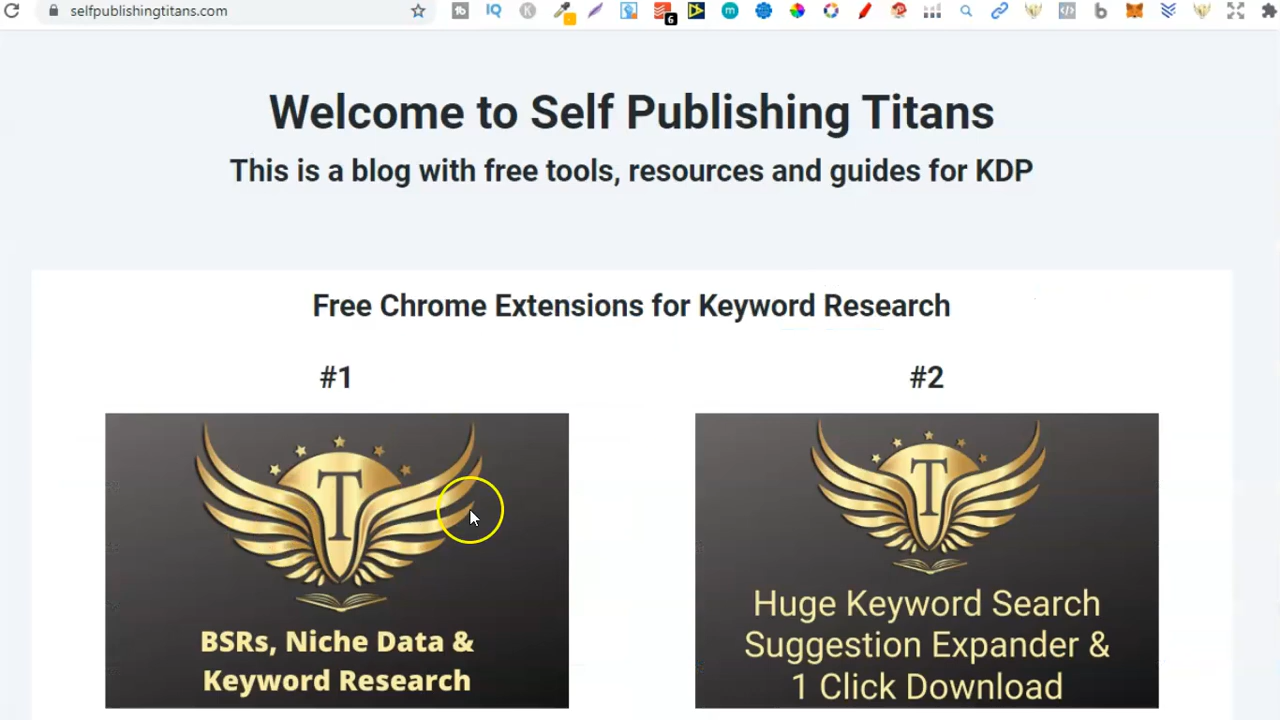 selfpublishingtitans.com
6
Welcome to Self Publishing Titans
This is a blog with free tools, resources and guides for KDP
Free Chrome Extensions for Keyword Research
#1
#2
T
BSRs, Niche Data &
Keyword Research
T
Huge Keyword Search
Suggestion Expander &
1 Click Download